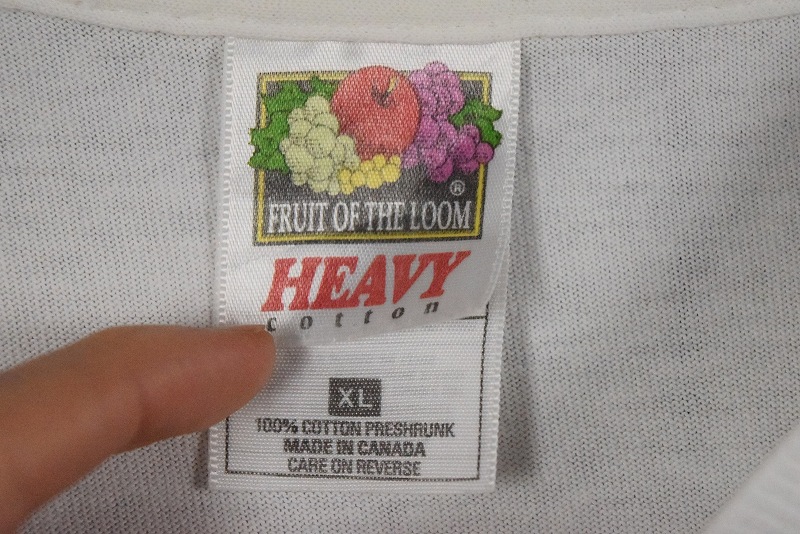 ®
FRUIT OF THE LOOM
HEAVY
cotton
XL
100% COTTON PRESHRUNK
MADE IN CANADA
CARE ON REVERSE